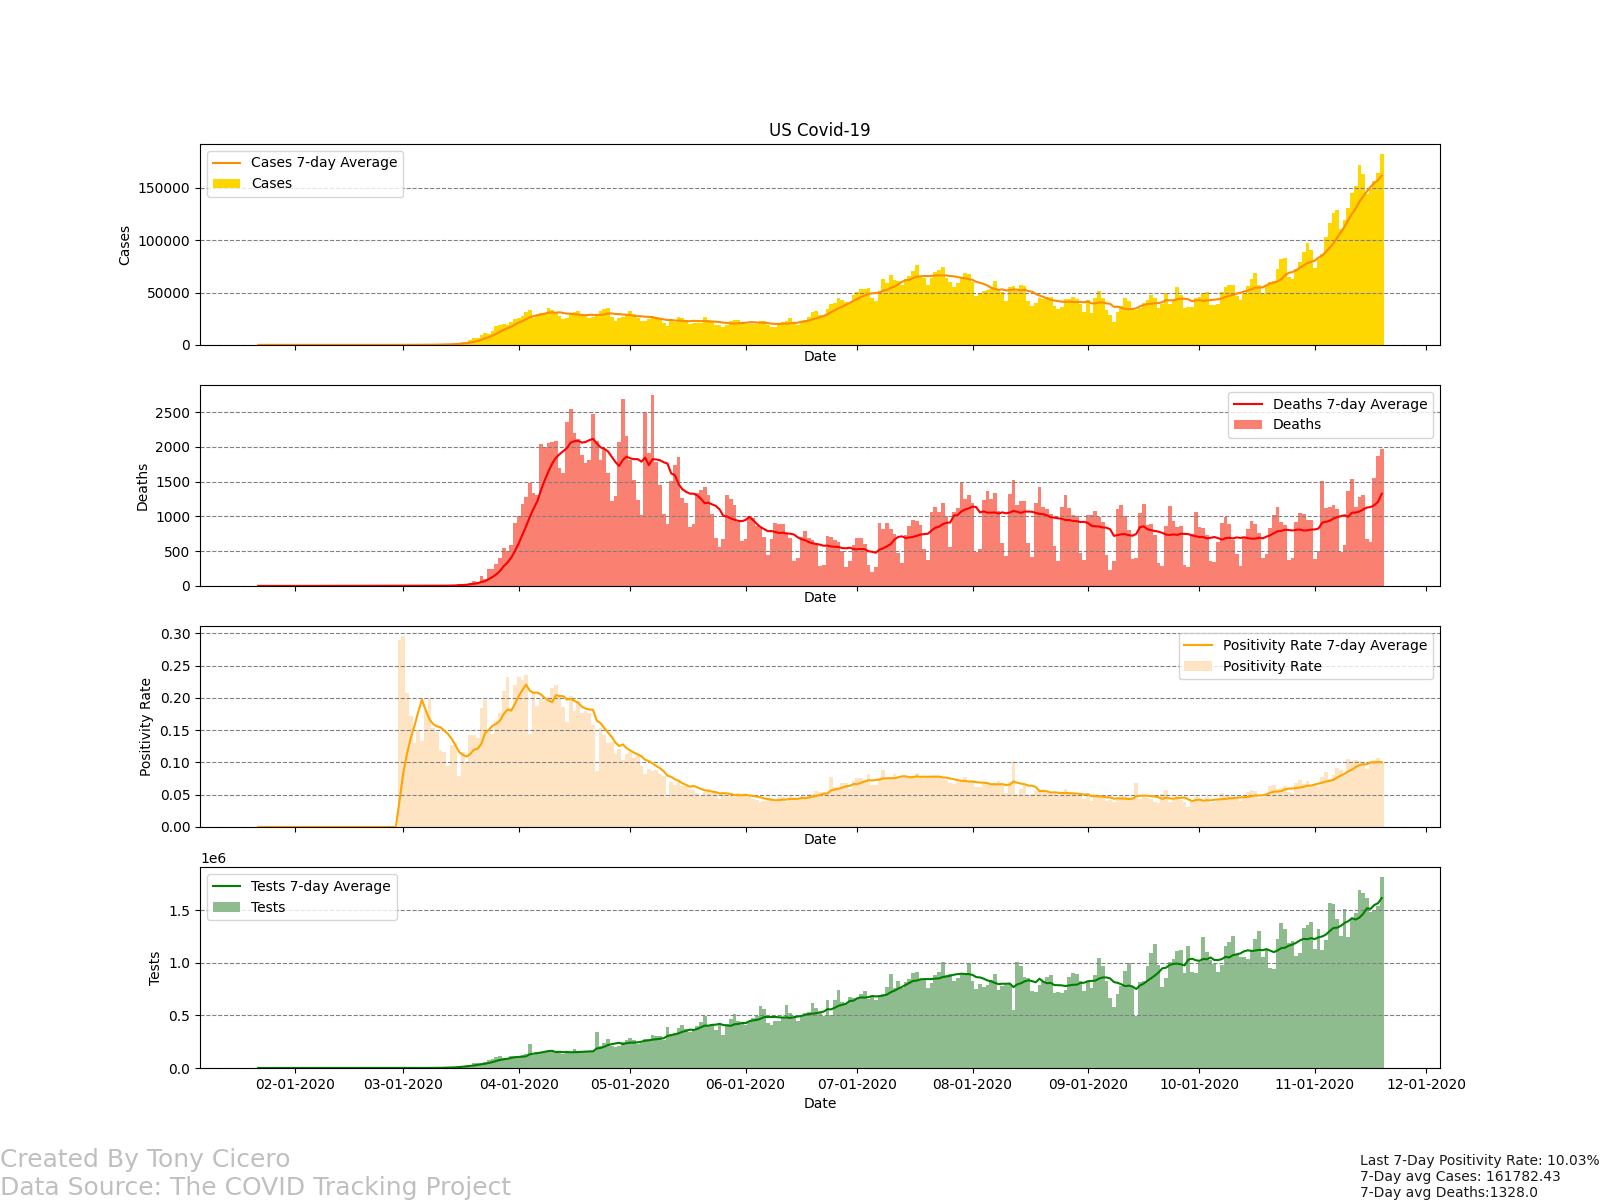 US Covid-19
Cases 7-day Average
Cases
150000
100000
50000
0
Cases
Date
Deaths 7-day Average
Deaths
2500
2000
1500
1000
500
0
Deaths
Date
Positivity Rate 7-day Average
Positivity Rate
0.30
0.25
0.20
0.15
0.10
0.05
0.00
Positivity Rate
Date
1e6
Tests 7-day Average
Tests
1.5
1.0
0.5
0.0
Tests
02-01-2020 03-01-2020 04-01-2020 05-01-2020 06-01-2020 07-01-2020 08-01-2020 09-01-2020 10-01-2020 11-01-2020 12-01-2020
Date
Created By Tony Cicero
Data Source: The COVID Tracking Project
Last 7-Day Positivity Rate: 10.03%
7-Day avg Cases: 161782.43
7-Day avg Deaths:1328.0